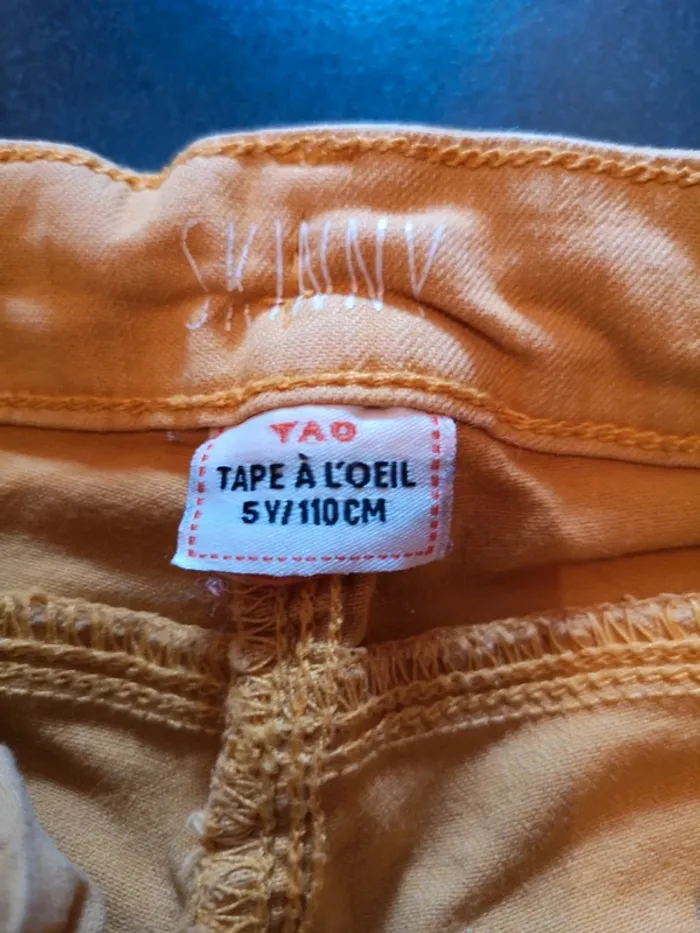 SKINNY
TAO
TAPE À L'OEIL
5Y/110CM